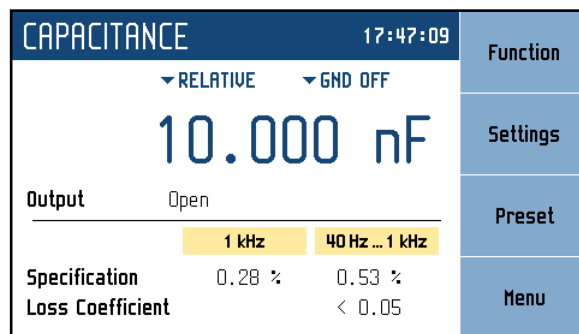 CAPACITANCE 17:47:09
Function
RELATIVE GND OFF
10.000 nF
Settings
Output Open
Preset
1 kHz 40 Hz ... 1 kHz
Specification 0.28 % 0.53 %
Menu
Loss Coefficient < 0.05